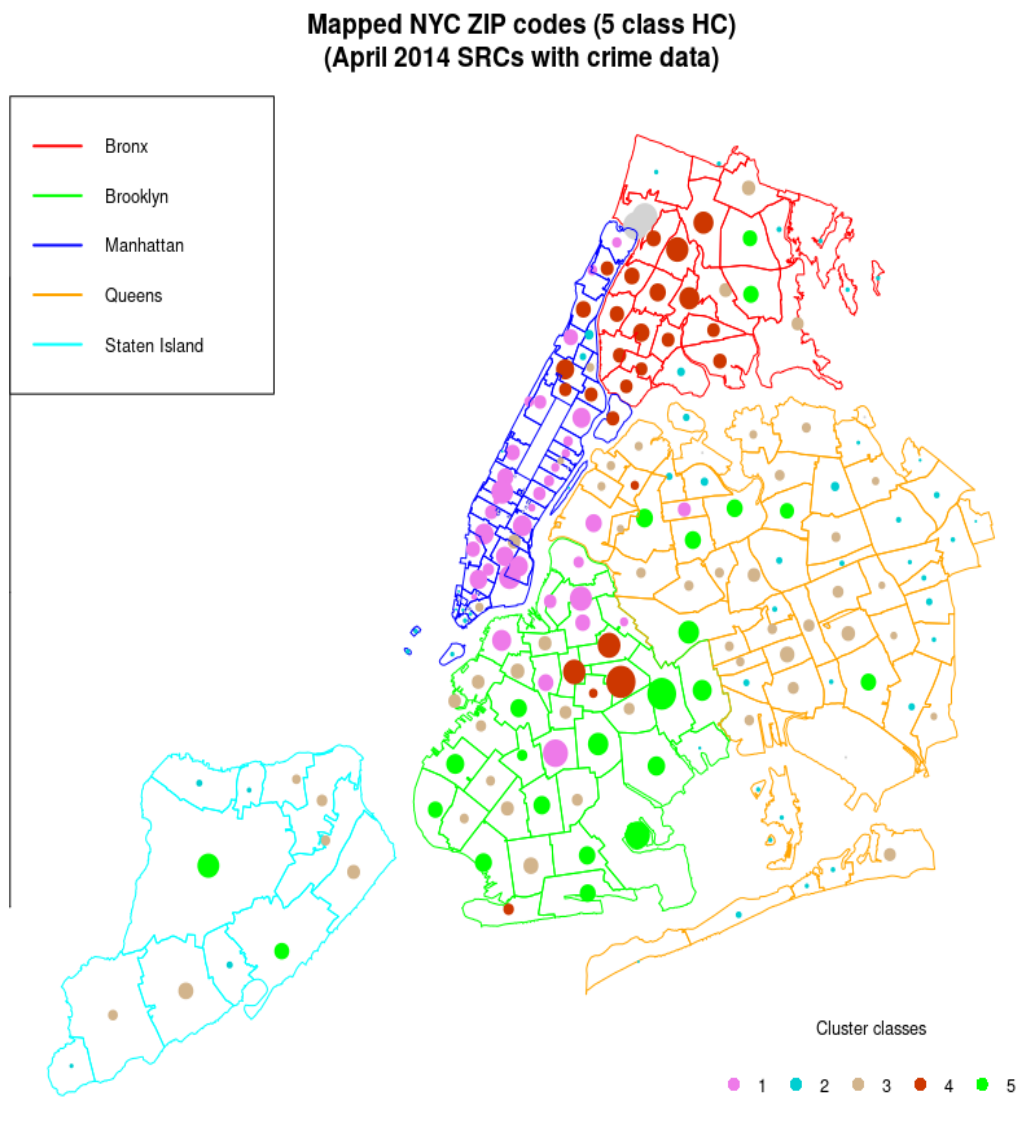 Mapped NYC ZIP codes (5 class HC)
(April 2014 SRCs with crime data)
Bronx
Brooklyn
Manhattan
Queens
Staten Island
Cluster classes
1 2 3 4 5